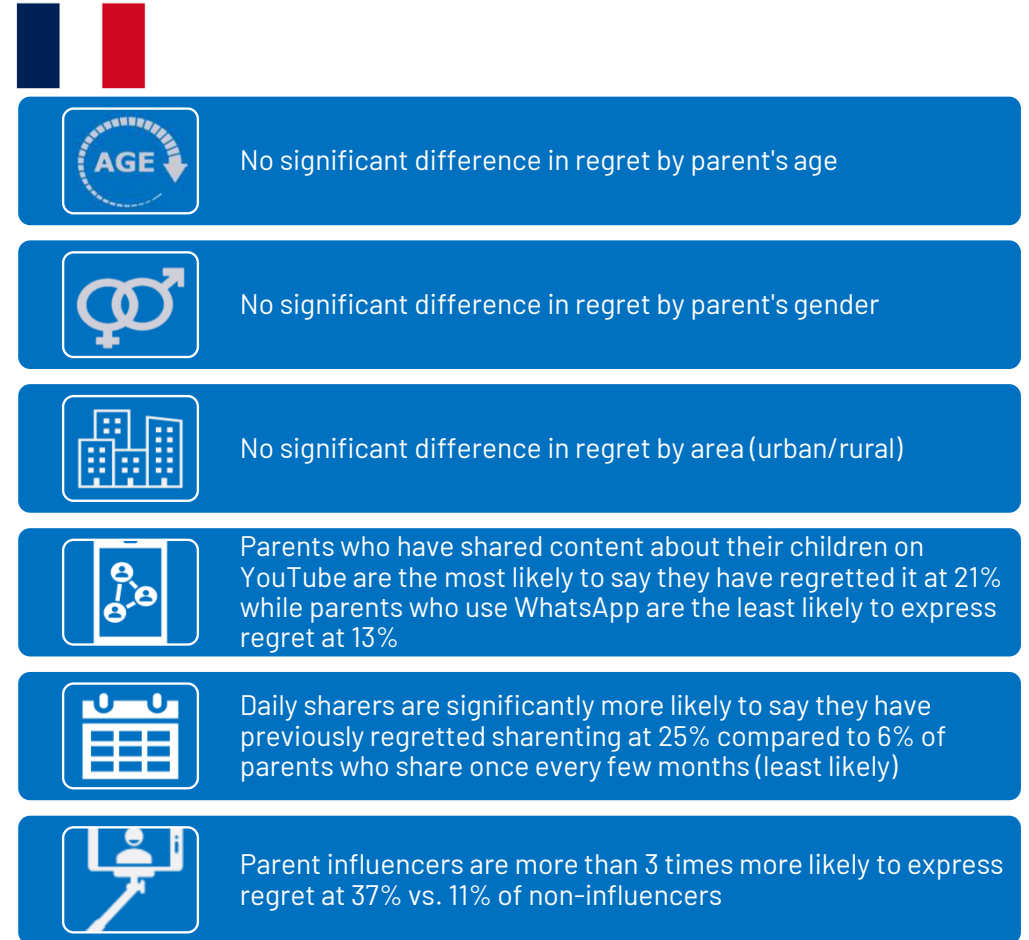 AGE
No significant difference in regret by parent's age
No significant difference in regret by parent's gender
No significant difference in regret by area (urban/rural)
Parents who have shared content about their children on
YouTube are the most likely to say they have regretted it at 21%
while parents who use WhatsApp are the least likely to express
regret at 13%
Daily sharers are significantly more likely to say they have
previously regretted sharenting at 25% compared to 6% of
parents who share once every few months (least likely)
Parent influencers are more than 3 times more likely to express
regret at 37% vs. 11% of non-influencers